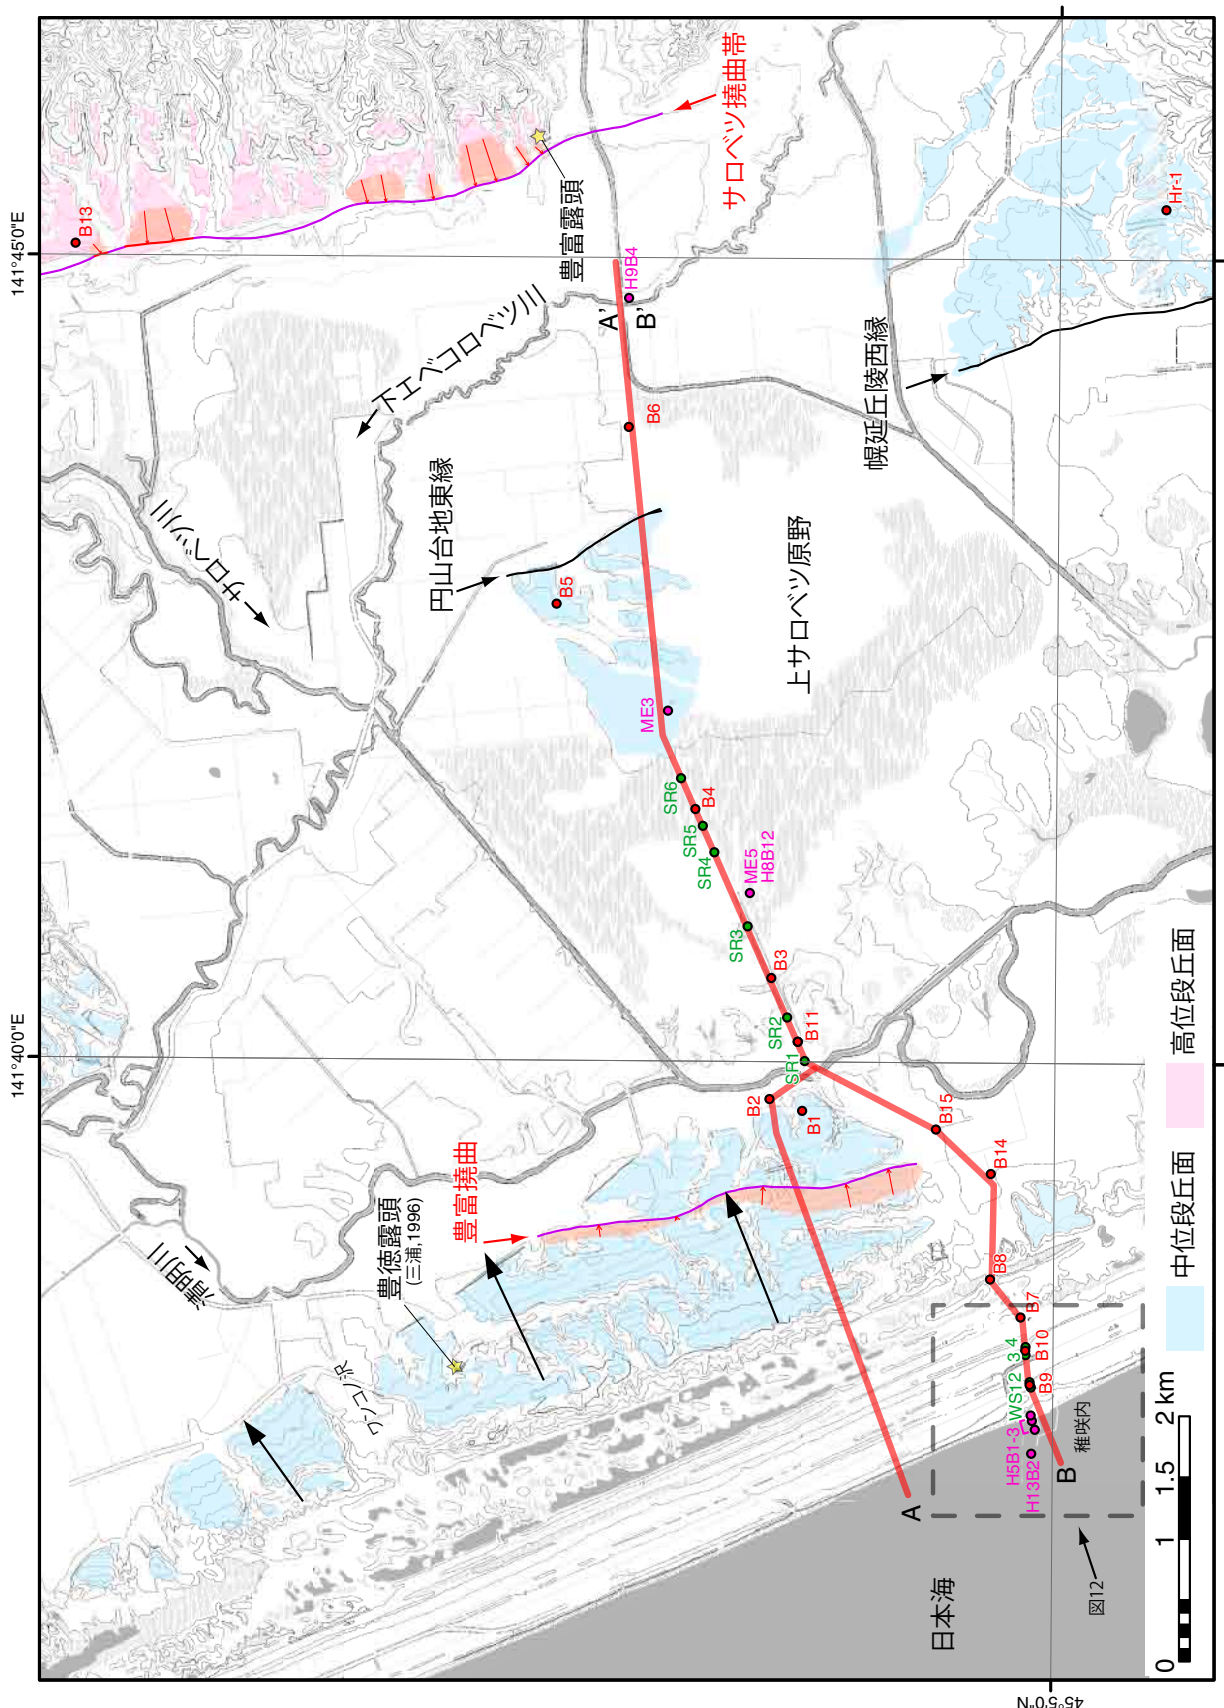 141°45'0"E
141°40'0"E
45°5'0"N
B13
サロベツ撓曲帯
豊富露頭
H9B4
A'
B'
Hr-1
下エベコロベツ川
サロベツ川
幌延丘陵西縁
B6
円山台地東縁
B5
上サロベツ原野
ME3
SR6
B4
SR5
SR4
ME5
H8B12
SR3
B3
SR2
B11
SR1
B2
B1
B15
B14
豊富撓曲
豊徳露頭
(三浦,1996)
清明川
ワンコノ沢
B8
B7
3 4
B10
WS12
B9
H5B1-3
H13B2
稚咲内
A
B
図12
日本海
中位段丘面
高位段丘面
0
1
1.5
2 km